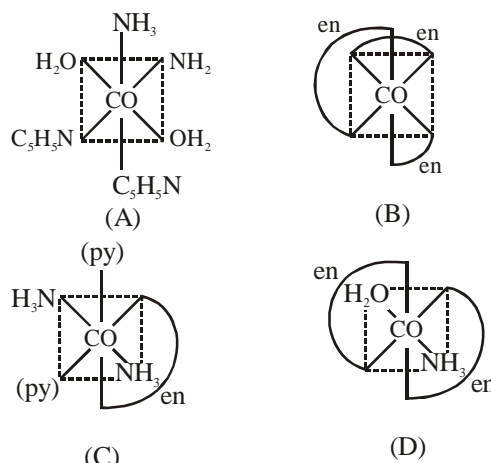 NH₃
H₂O NH₂
CO
C₅H₅N OH₂
C₅H₅N
(A)
en en
CO
en
(B)
(py)
H₃N
CO
(py) NH₃
en
(C)
en
H₂O
CO
NH₃
en
(D)